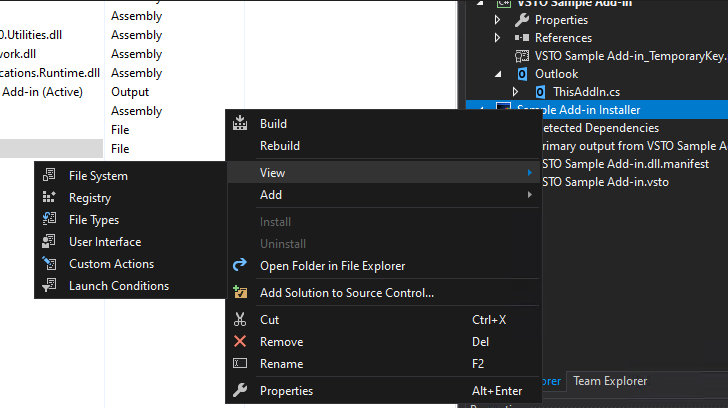 Assembly
0.Utilities.dll Assembly
work.dll Assembly
cations.Runtime.dll Assembly
Add-in (Active) Output
Assembly
File
File
VSTO Sample Add-in
Properties
References
VSTO Sample Add-in_TemporaryKey.
Outlook
ThisAddIn.cs
Sample Add-in Installer
Detected Dependencies
Primary output from VSTO Sample A
VSTO Sample Add-in.dll.manifest
VSTO Sample Add-in.vsto
Build
Rebuild
View
Add
Install
Uninstall
Open Folder in File Explorer
Add Solution to Source Control...
Cut Ctrl+X
Remove Del
Rename F2
Properties Alt+Enter
File System
Registry
File Types
User Interface
Custom Actions
Launch Conditions
orer Team Explorer